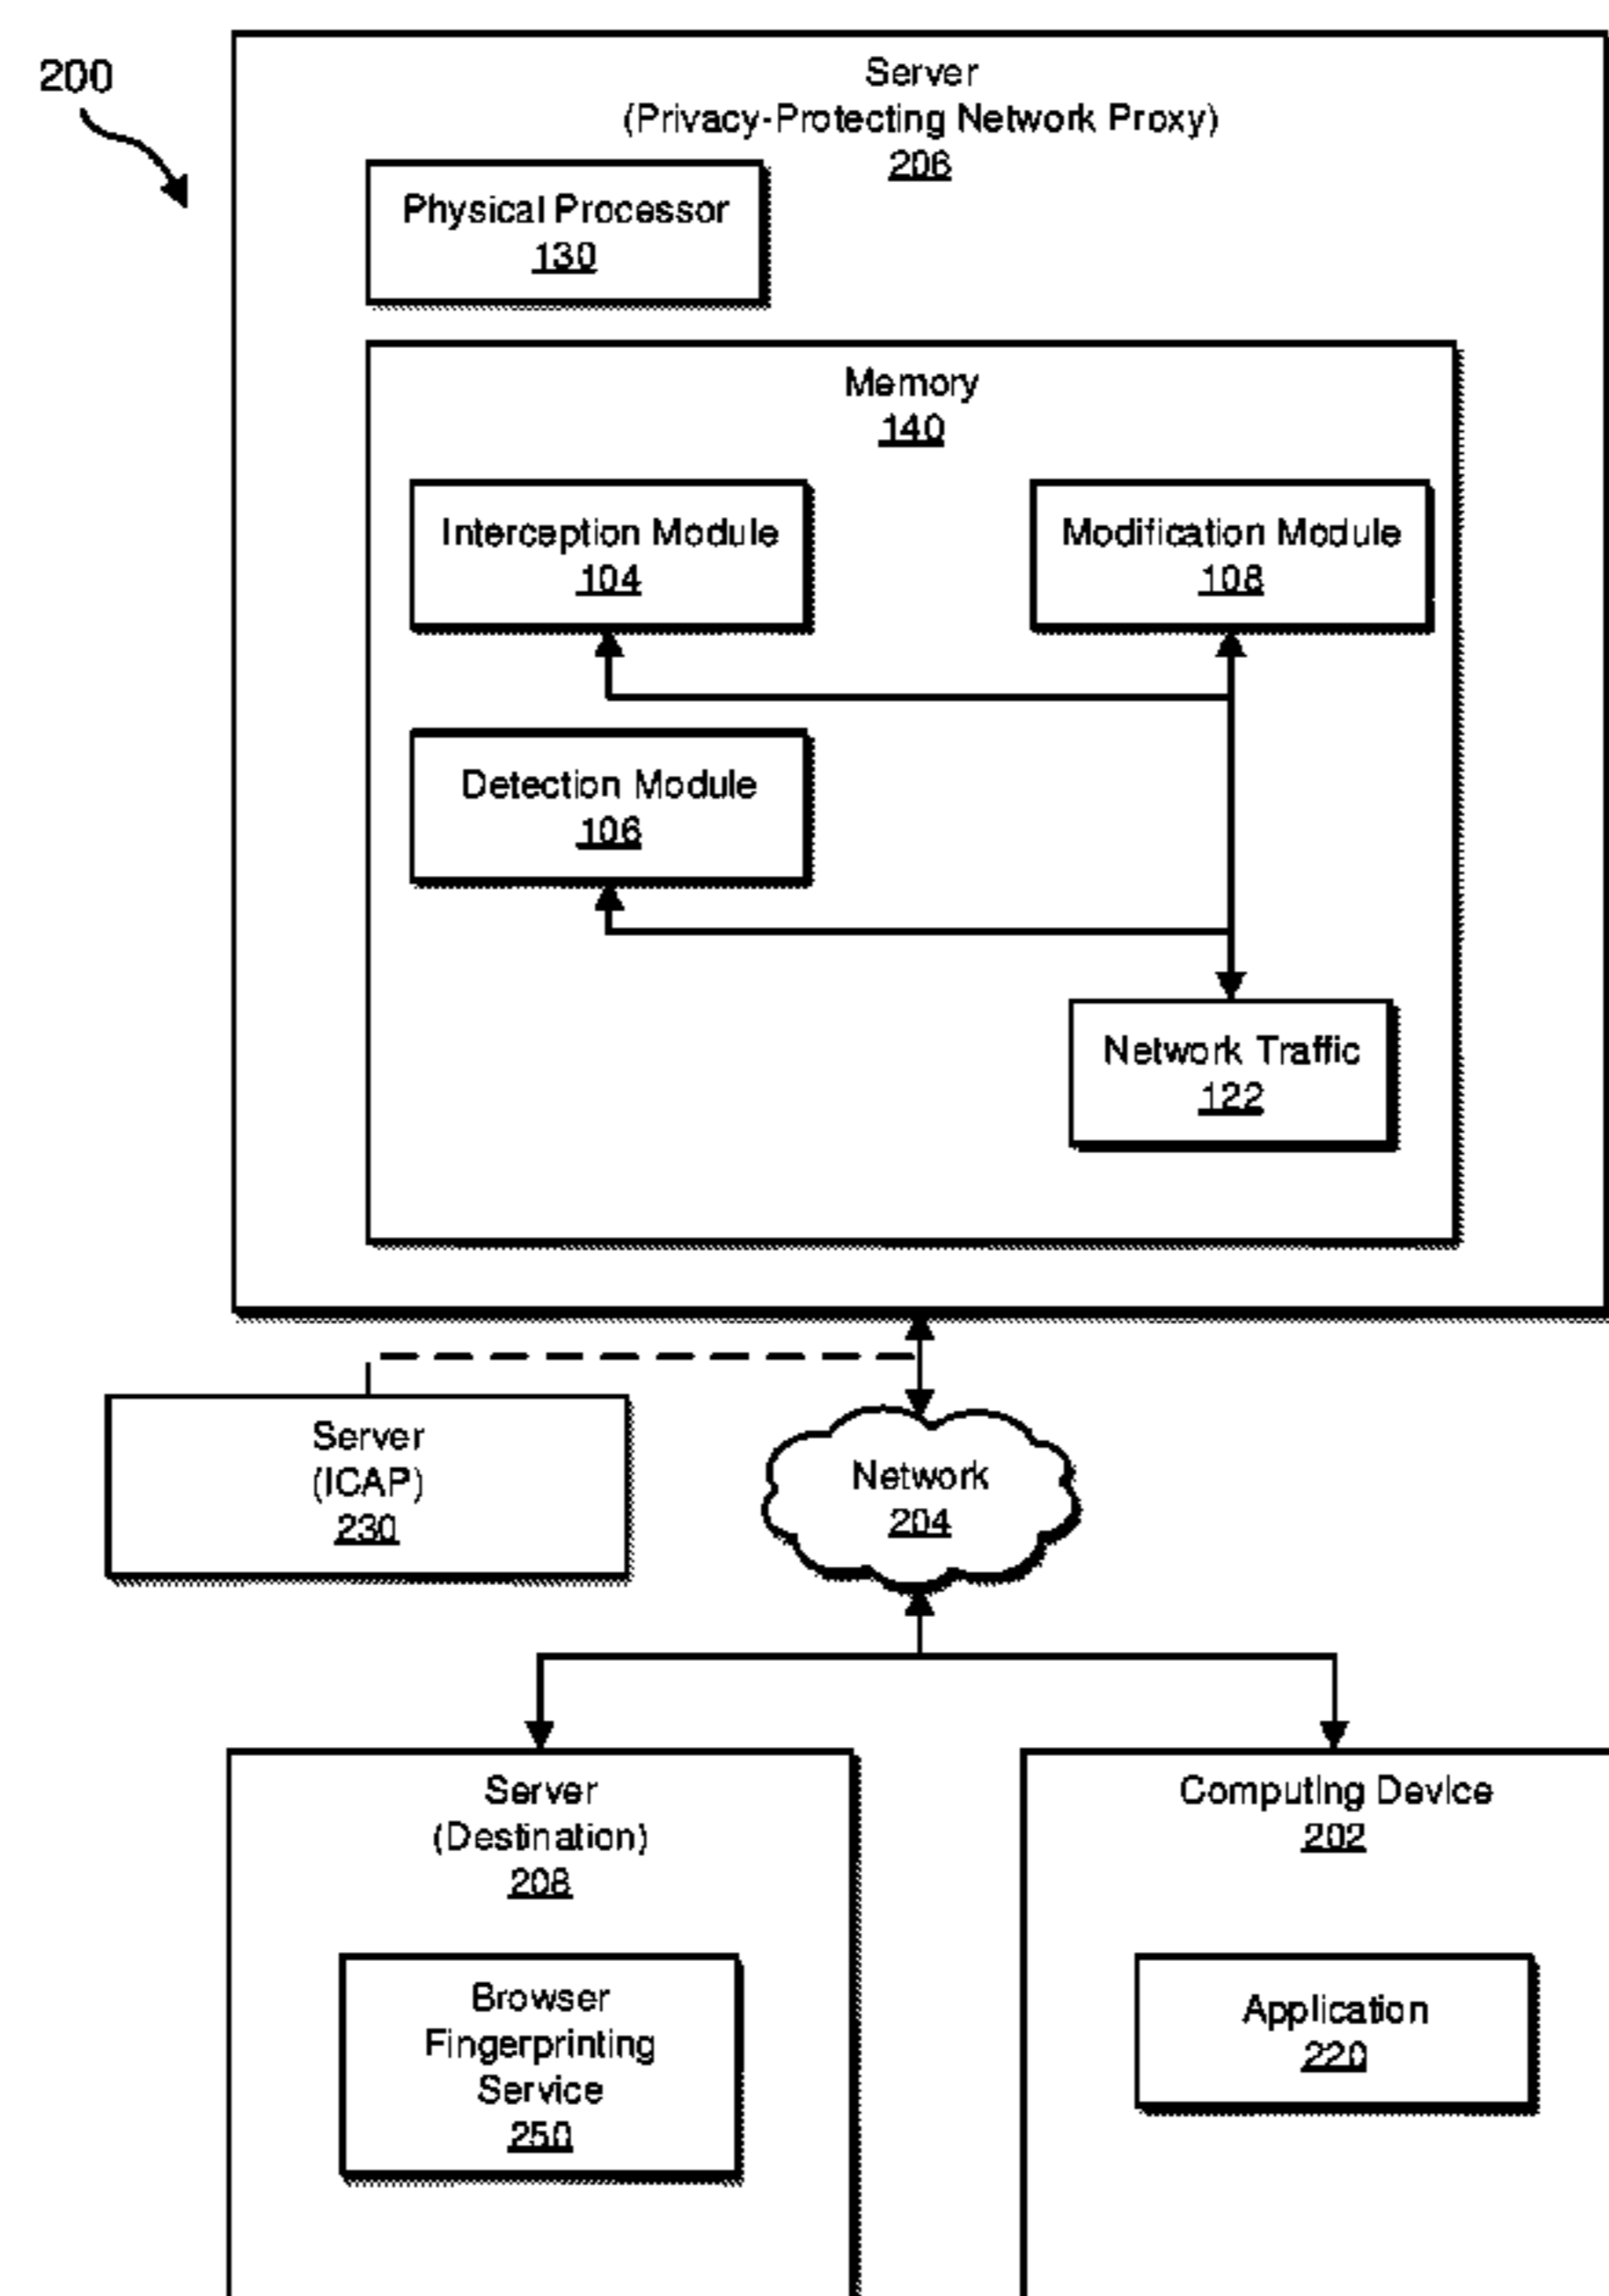 200
Server
(Privacy-Protecting Network Proxy)
206
Physical Processor
130
Memory
140
Interception Module
104
Modification Module
108
Detection Module
106
Network Traffic
122
Server
(ICAP)
230
Network
204
Server
(Destination)
208
Browser
Fingerprinting
Service
250
Computing Device
202
Application
220